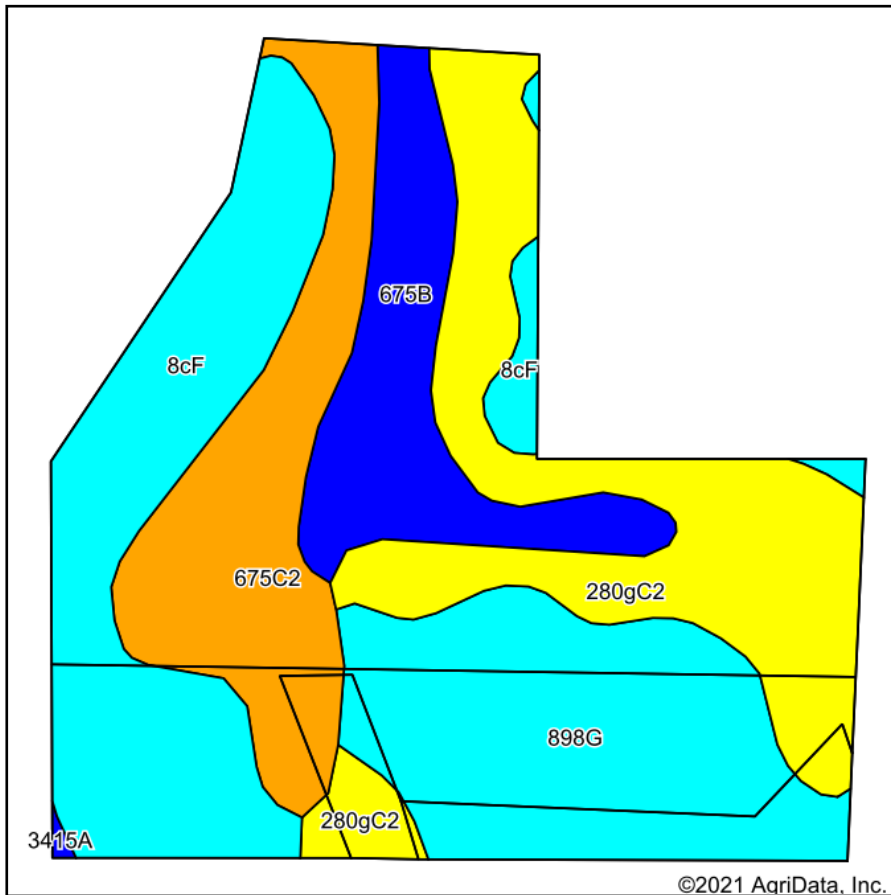 675B
8cF
8cF
675C2
280gC2
898G
280gC2
3415A
©2021 AgriData, Inc.